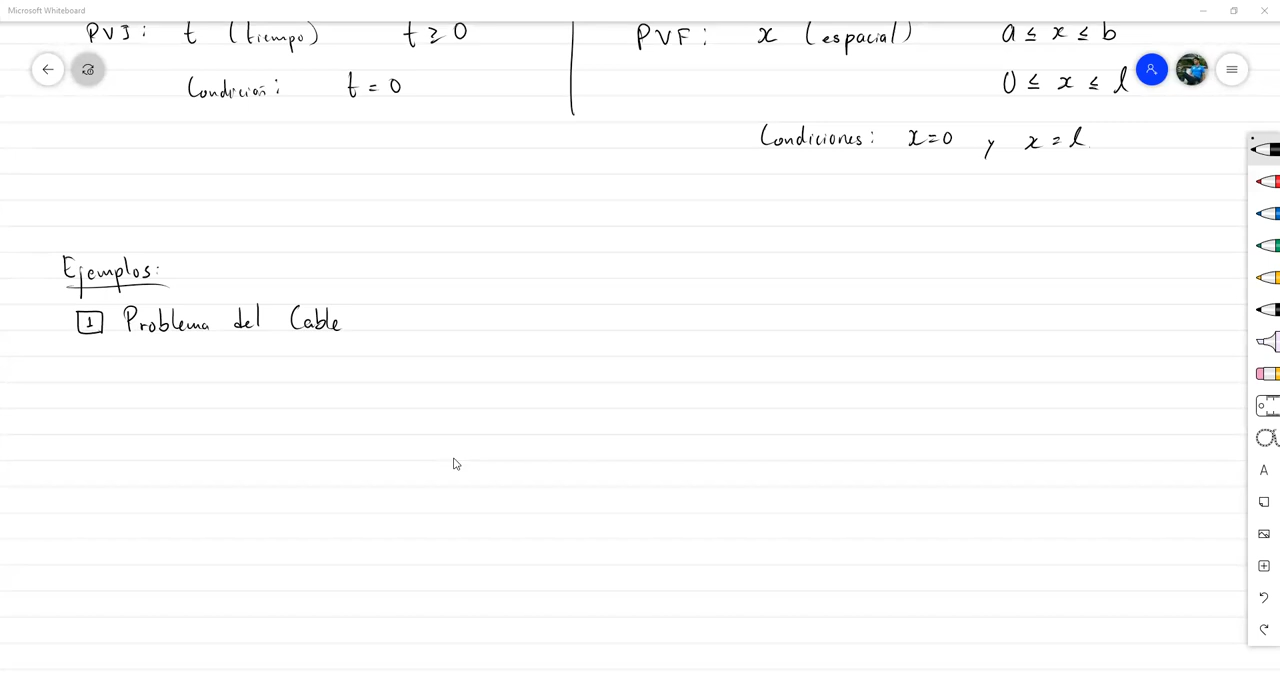 Microsoft Whiteboard
PVI: t (tiempo) t ≥ 0
Condición: t = 0
PVF: x (espacial) a ≤ x ≤ b
0 ≤ x ≤ l
Condiciones: x=0 y x = l.
Ejemplos:
1 Problema del Cable
A